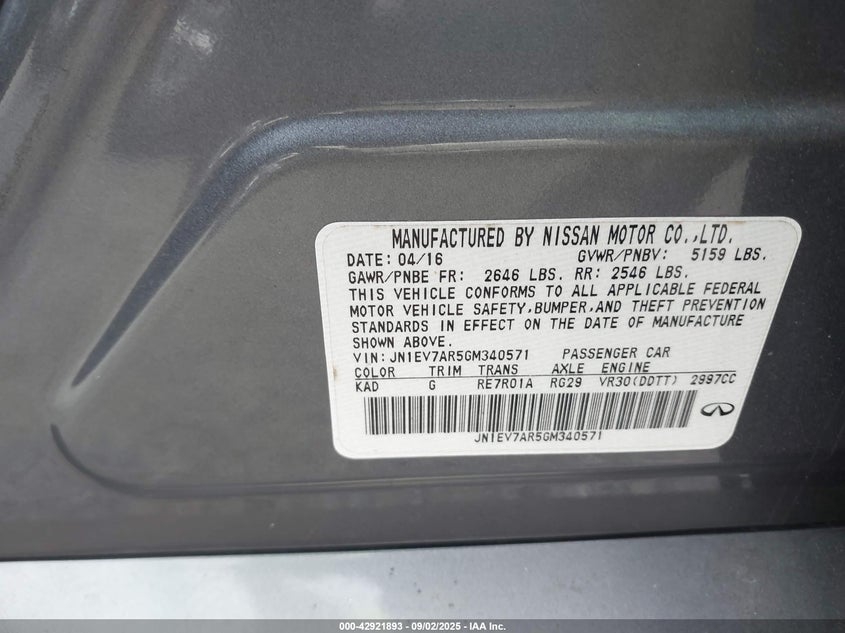 MANUFACTURED BY NISSAN MOTOR CO.,LTD.
DATE: 04/16 GVWR/PNBV: 5159 LBS.
GAWR/PNBE FR: 2646 LBS. RR: 2546 LBS.
THIS VEHICLE CONFORMS TO ALL APPLICABLE FEDERAL
MOTOR VEHICLE SAFETY,BUMPER,AND THEFT PREVENTION
STANDARDS IN EFFECT ON THE DATE OF MANUFACTURE
SHOWN ABOVE.
VIN: JN1EV7AR5GM340571 PASSENGER CAR
COLOR TRIM TRANS AXLE ENGINE
KAD G RE7R01A RG29 VR30(DDTT) 2997CC
JN1EV7AR5GM340571
000-42921893 - 09/02/2025 - IAA Inc.